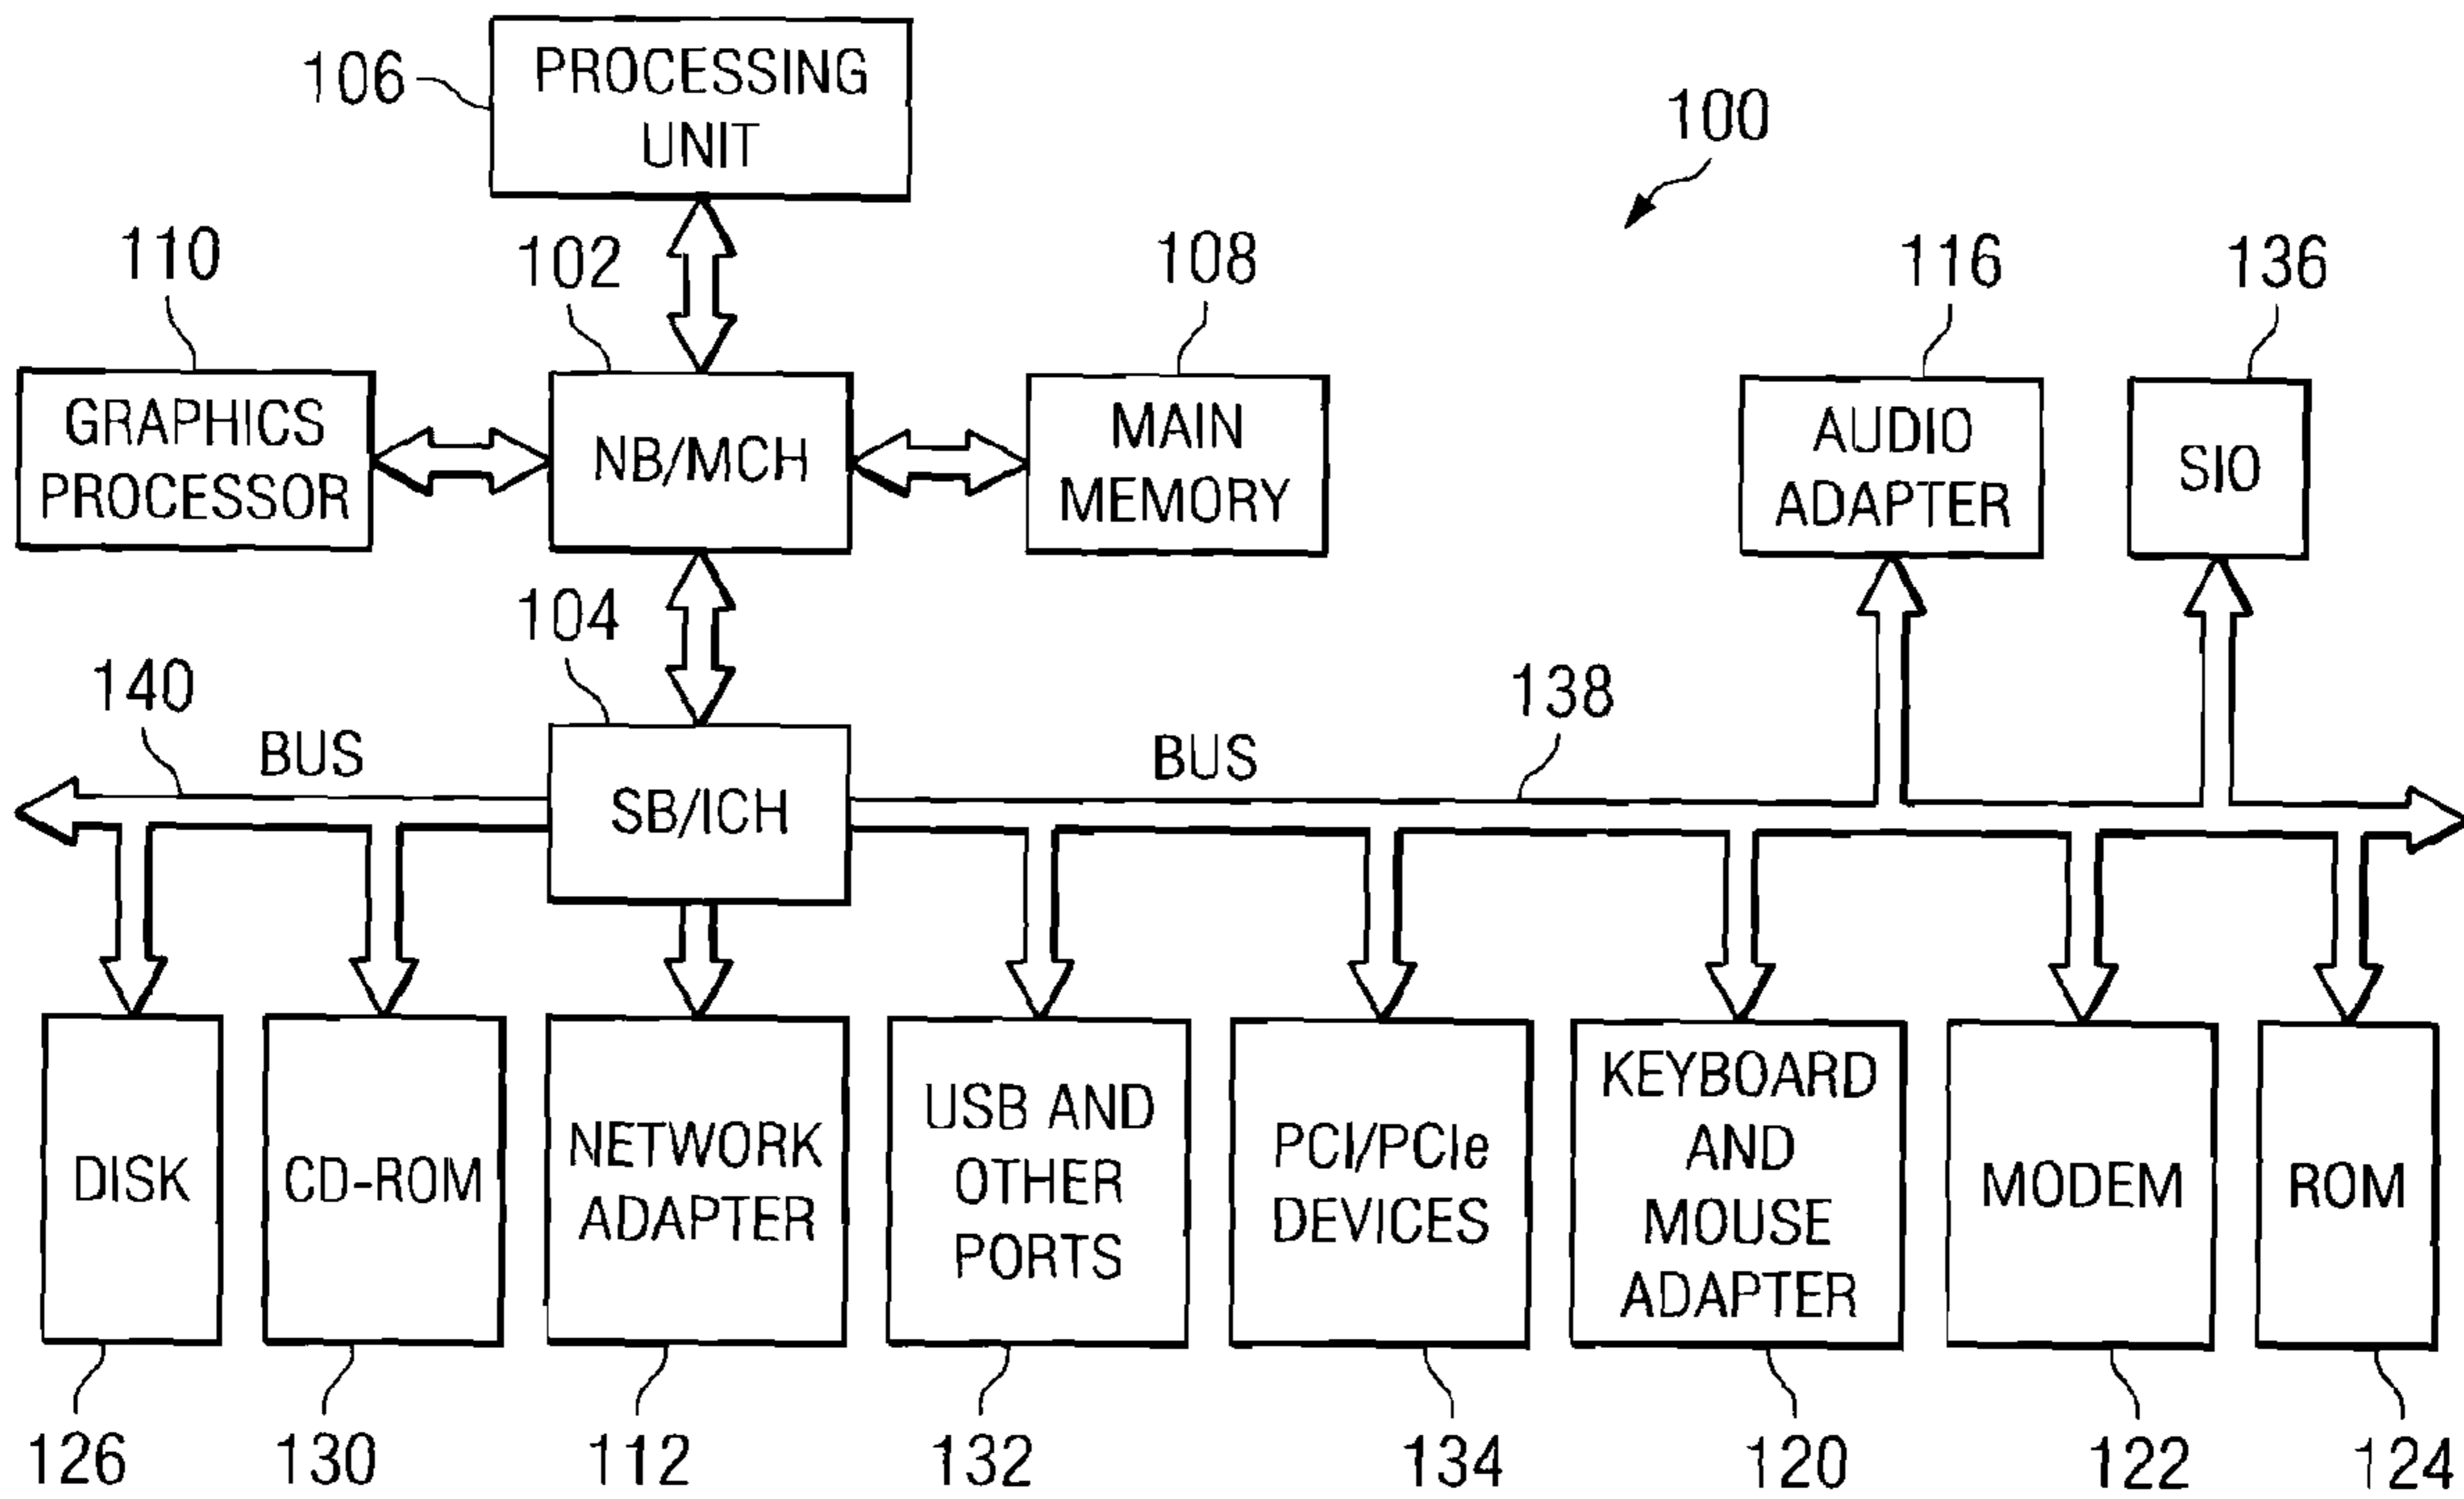 PROCESSING
UNIT
106
100
110
102
108
116
136
GRAPHICS
PROCESSOR
NB/MCH
MAIN
MEMORY
AUDIO
ADAPTER
SIO
104
140
BUS
SB/ICH
BUS
138
DISK
CD-ROM
NETWORK
ADAPTER
USB AND
OTHER
PORTS
PCI/PCIe
DEVICES
KEYBOARD
AND
MOUSE
ADAPTER
MODEM
ROM
126
130
112
132
134
120
122
124